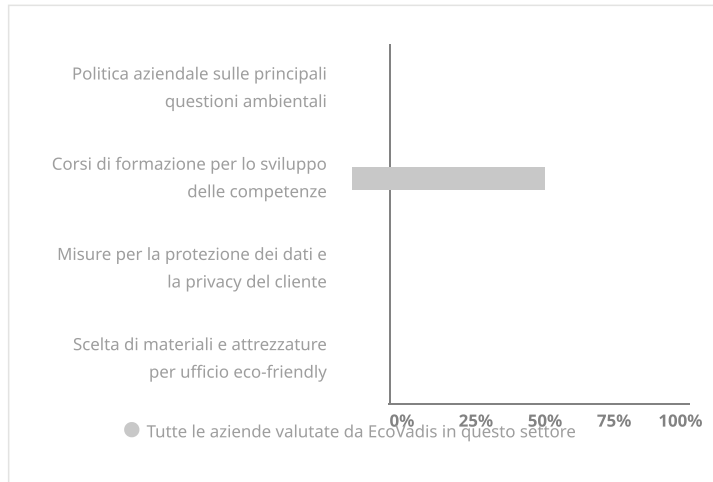 Politica aziendale sulle principali
questioni ambientali
Corsi di formazione per lo sviluppo
delle competenze
Misure per la protezione dei dati e
la privacy del cliente
Scelta di materiali e attrezzature
per ufficio eco-friendly
0% 25% 50% 75% 100%
Tutte le aziende valutate da EcoVadis in questo settore